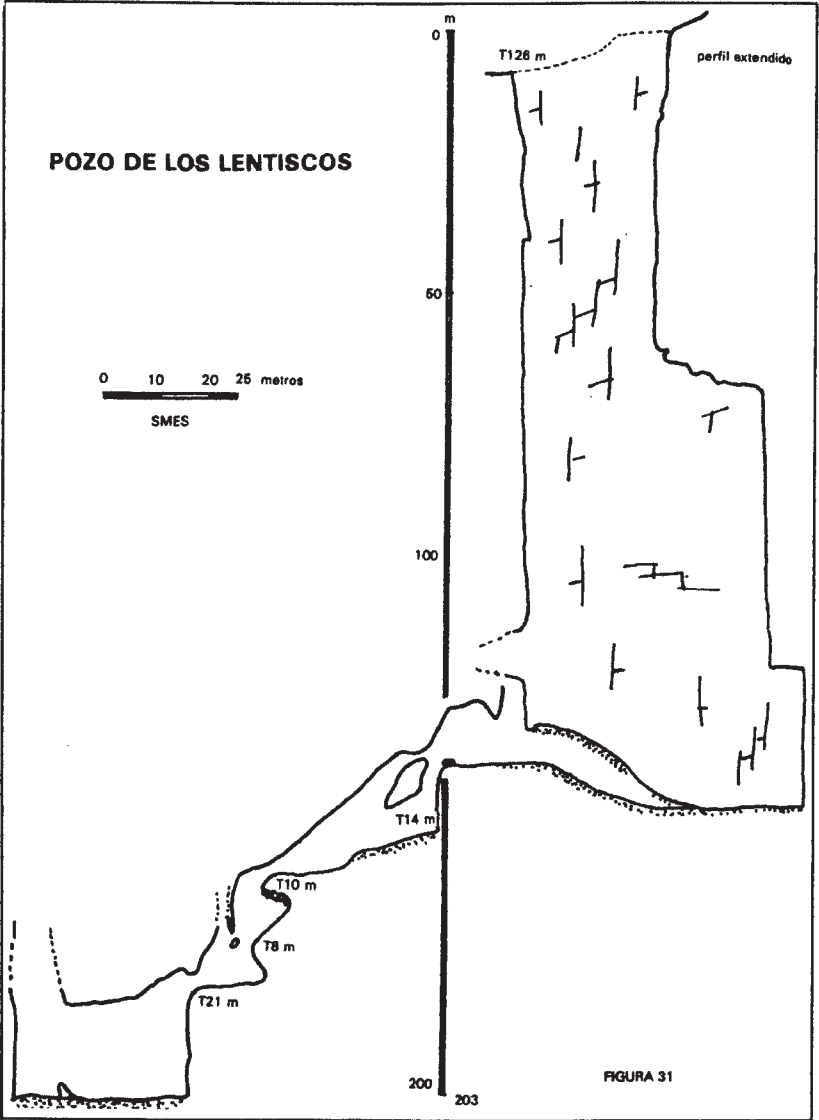 m
0
T126 m
perfil extendido
POZO DE LOS LENTISCOS
50
0 10 20 25 metros
SMES
100
T14 m
T10 m
T8 m
T21 m
FIGURA 31
200
203